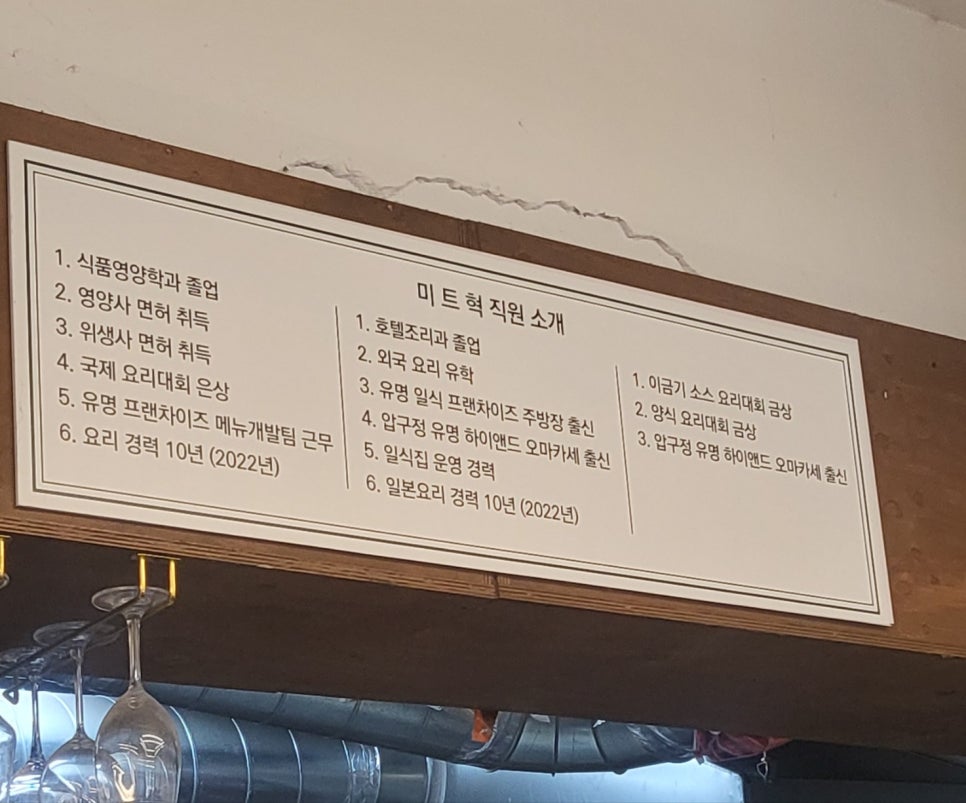 미트혁 직원 소개
1. 식품영양학과 졸업
2. 영양사 면허 취득
3. 위생사 면허 취득
4. 국제 요리대회 은상
5. 유명 프랜차이즈 메뉴개발팀 근무
6. 요리 경력 10년 (2022년)
1. 호텔조리과 졸업
2. 외국 요리 유학
3. 유명 일식 프랜차이즈 주방장 출신
4. 압구정 유명 하이앤드 오마카세 출신
5. 일식집 운영 경력
6. 일본요리 경력 10년 (2022년)
1. 이금기 소스 요리대회 금상
2. 양식 요리대회 금상
3. 압구정 유명 하이앤드 오마카세 출신